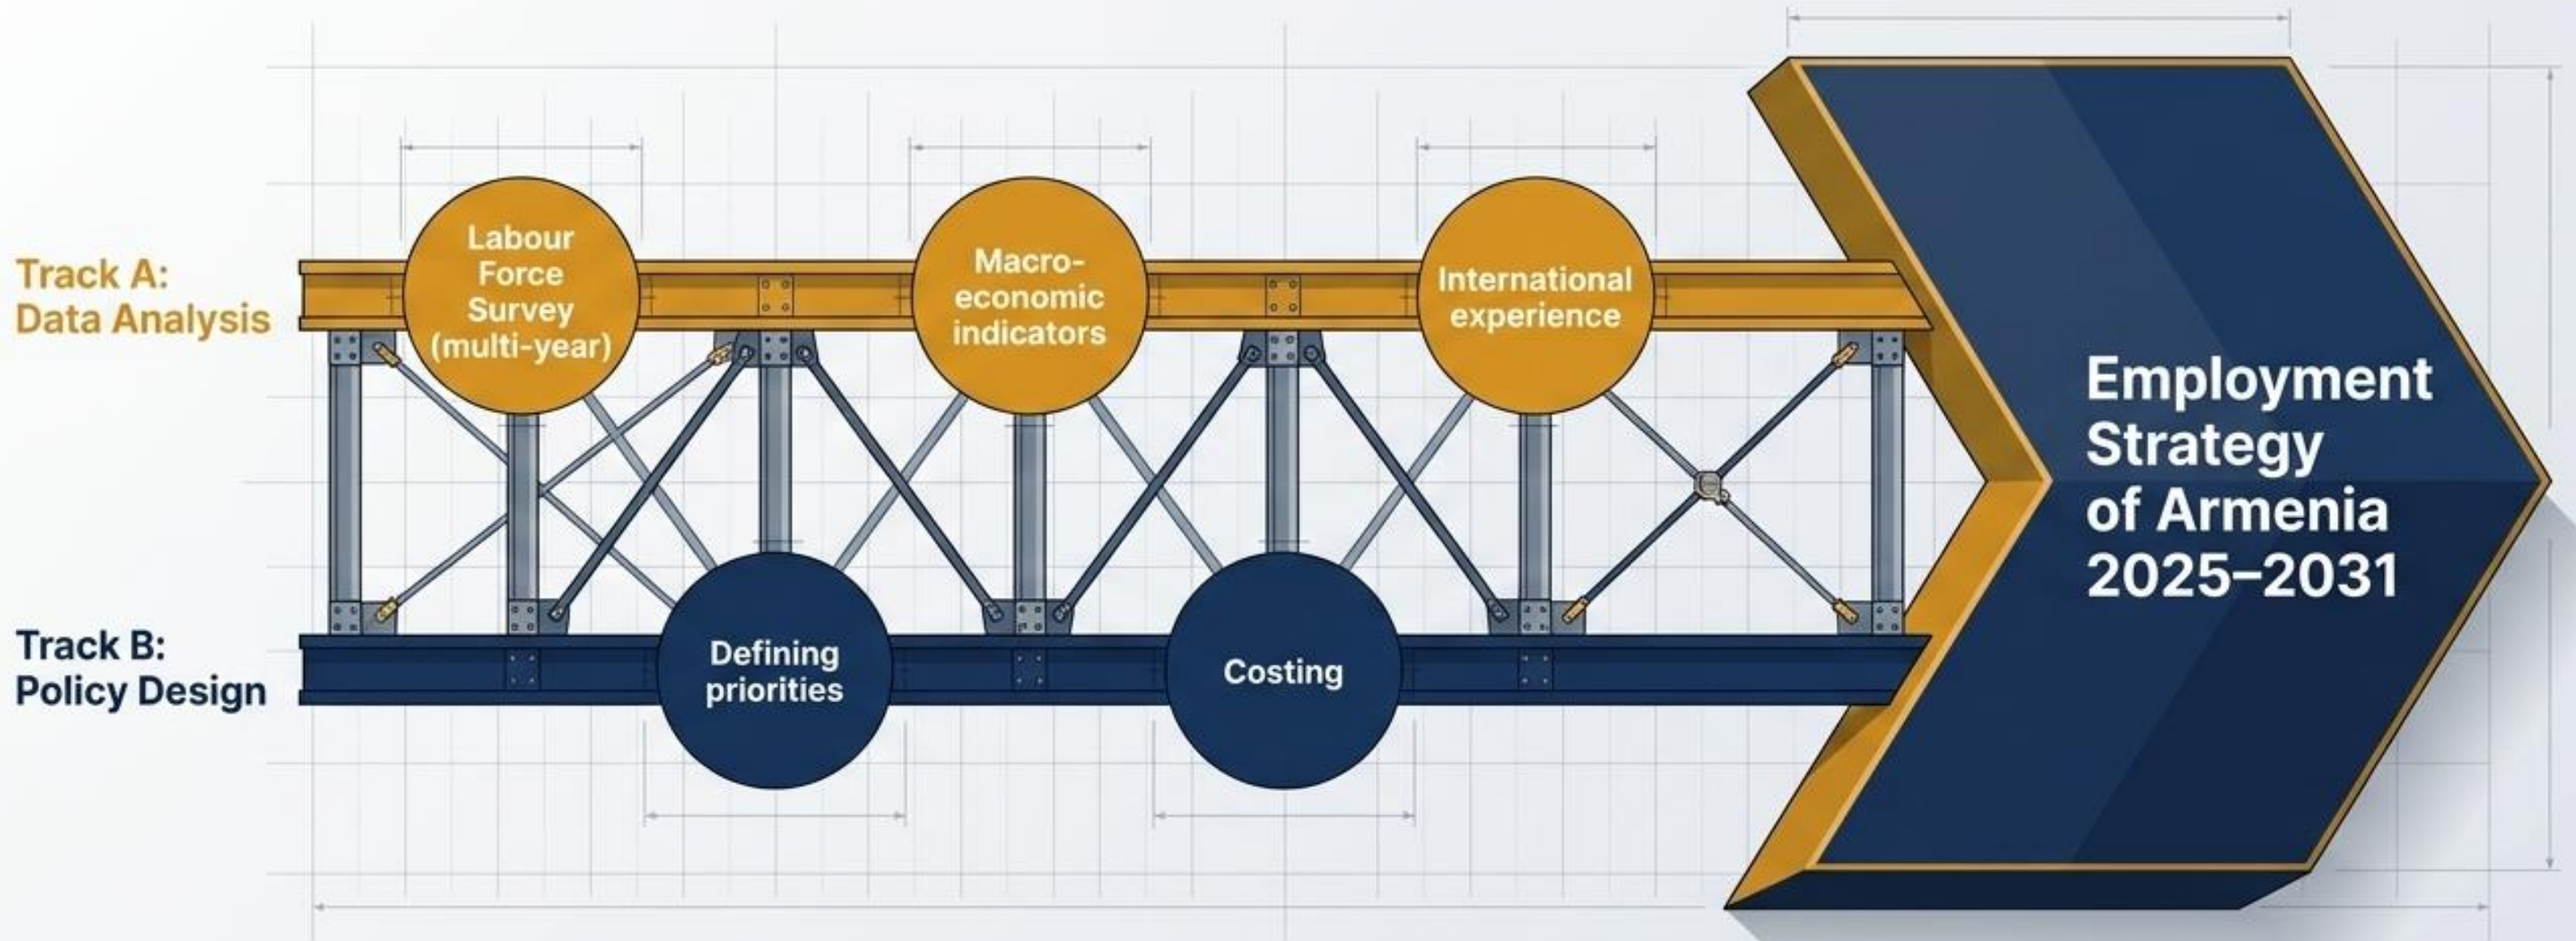 Track A:
Data Analysis
Labour
Force
Survey
(multi-year)
Macro-
economic
indicators
International
experience
Track B:
Policy Design
Defining
priorities
Costing
Employment
Strategy
of Armenia
2025–2031